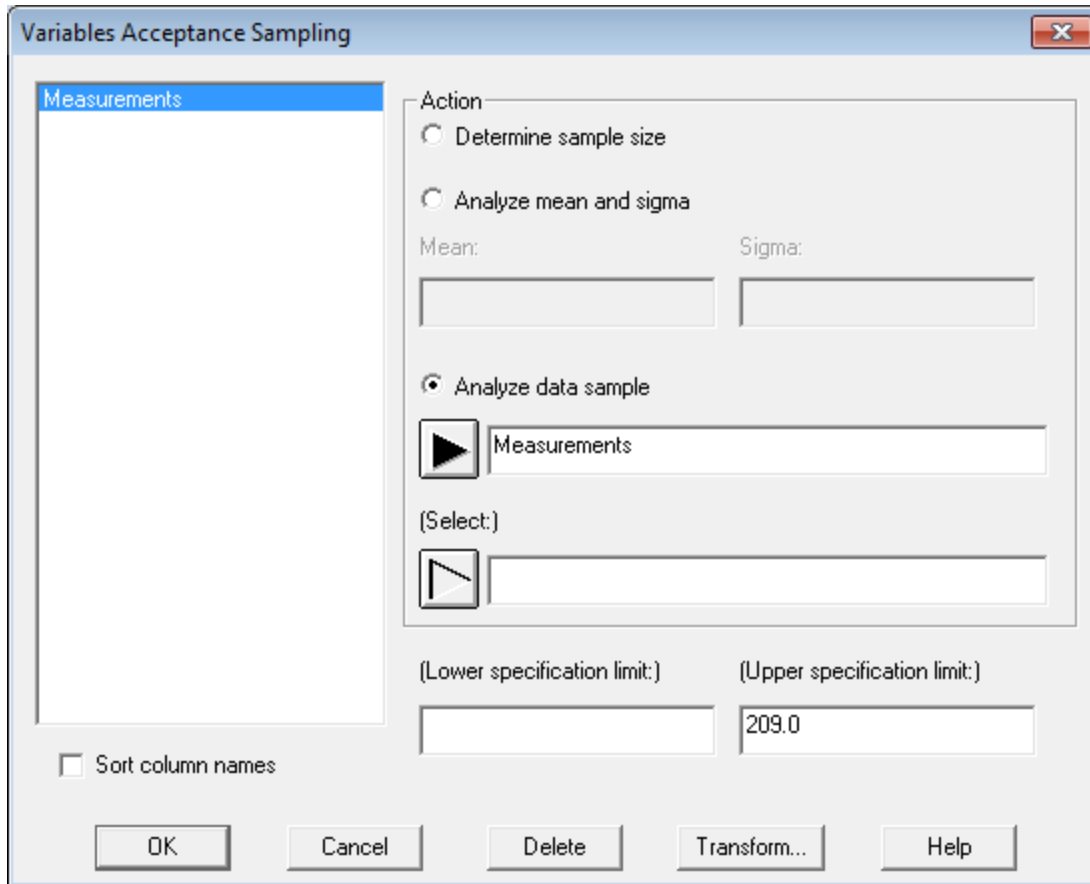 Variables Acceptance Sampling
Measurements
Action
Determine sample size
Analyze mean and sigma
Mean: Sigma:
Analyze data sample
Measurements
(Select:)
(Lower specification limit:) (Upper specification limit:)
209.0
Sort column names
OK Cancel Delete Transform... Help